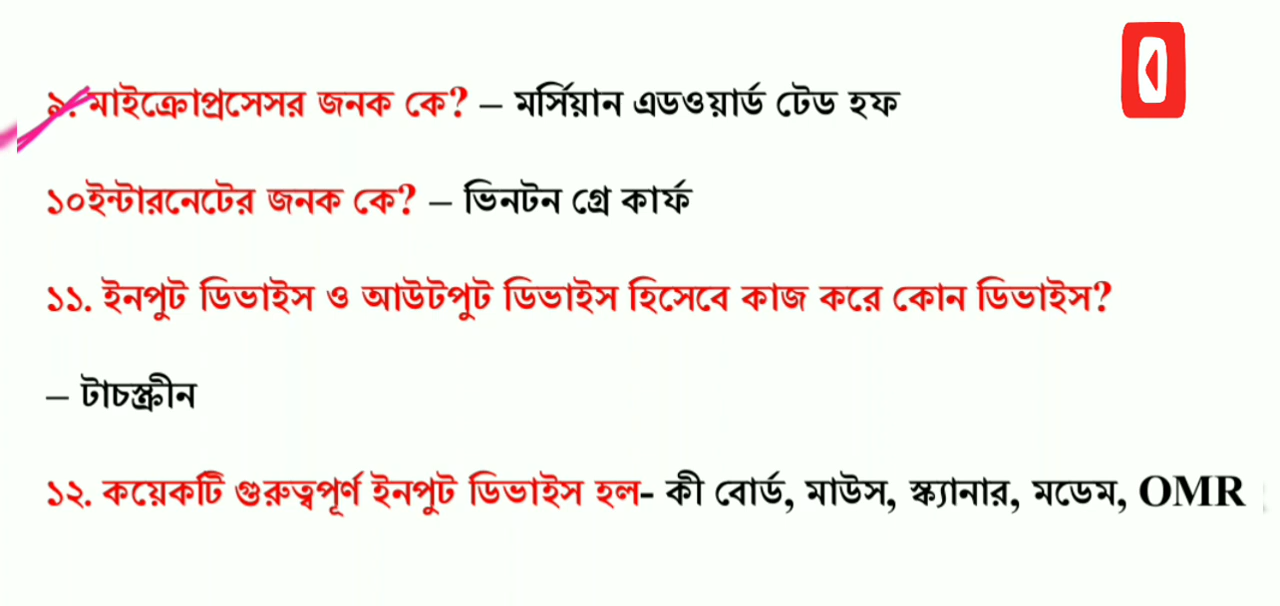 ৯. মাইক্রোপ্রসেসর জনক কে? – মর্সিয়ান এডওয়ার্ড টেড হফ
১০ইন্টারনেটের জনক কে? – ভিনটন গ্রে কার্ফ
১১. ইনপুট ডিভাইস ও আউটপুট ডিভাইস হিসেবে কাজ করে কোন ডিভাইস?
– টাচস্ক্রীন
১২. কয়েকটি গুরুত্বপূর্ণ ইনপুট ডিভাইস হল- কী বোর্ড, মাউস, স্ক্যানার, মডেম, OMR